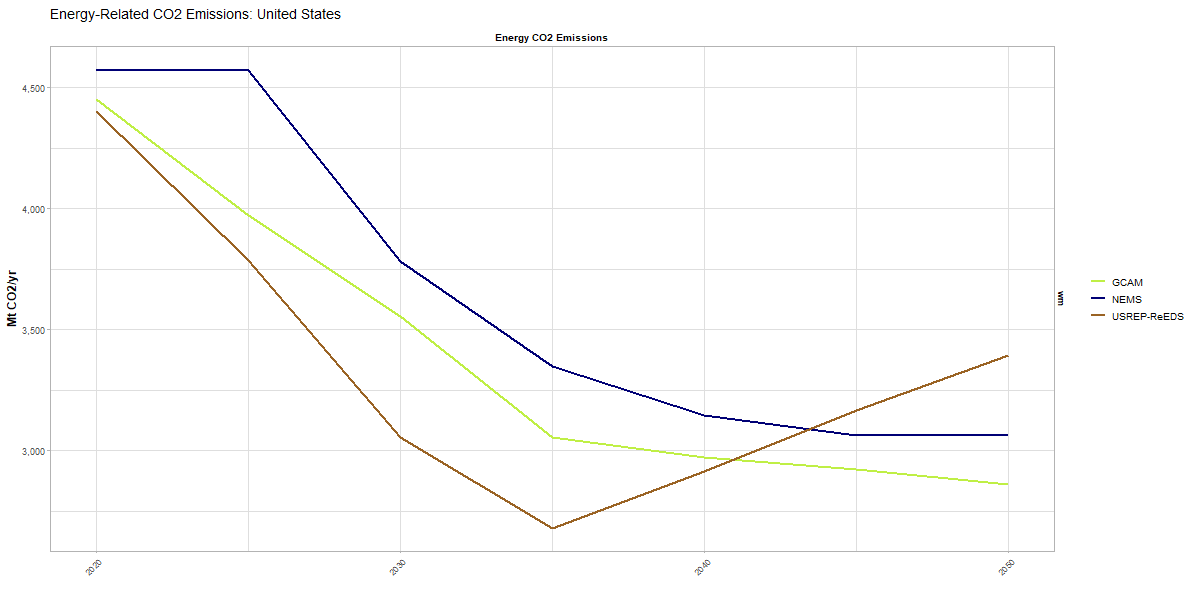 Energy-Related CO2 Emissions: United States
Energy CO2 Emissions
Mt CO2/yr
4,500
4,000
3,500
3,000
2020
2030
2040
2050
wm
GCAM
NEMS
USREP-ReEDS